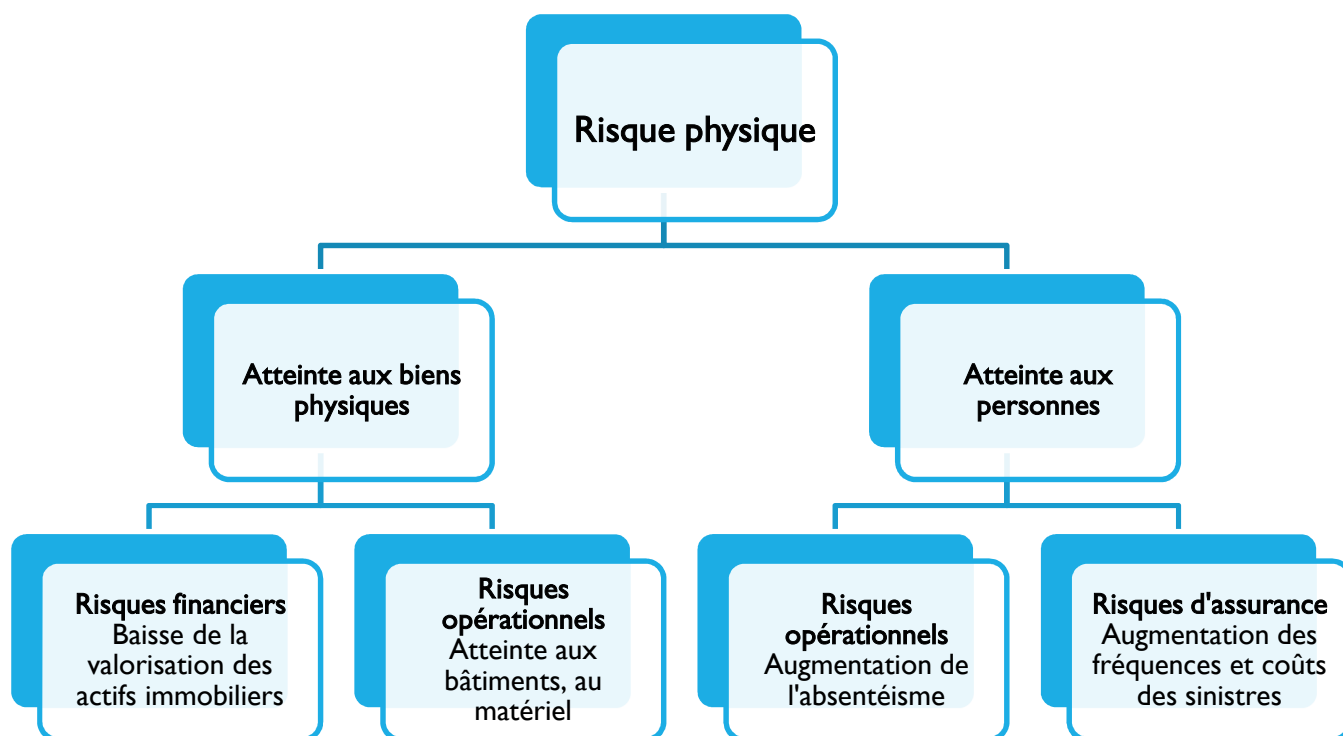 Risque physique
Atteinte aux biens
physiques
Atteinte aux
personnes
Risques financiers
Baisse de la
valorisation des
actifs immobiliers
Risques
opérationnels
Atteinte aux
bâtiments, au
matériel
Risques
opérationnels
Augmentation de
l'absentéisme
Risques d'assurance
Augmentation des
fréquences et coûts
des sinistres